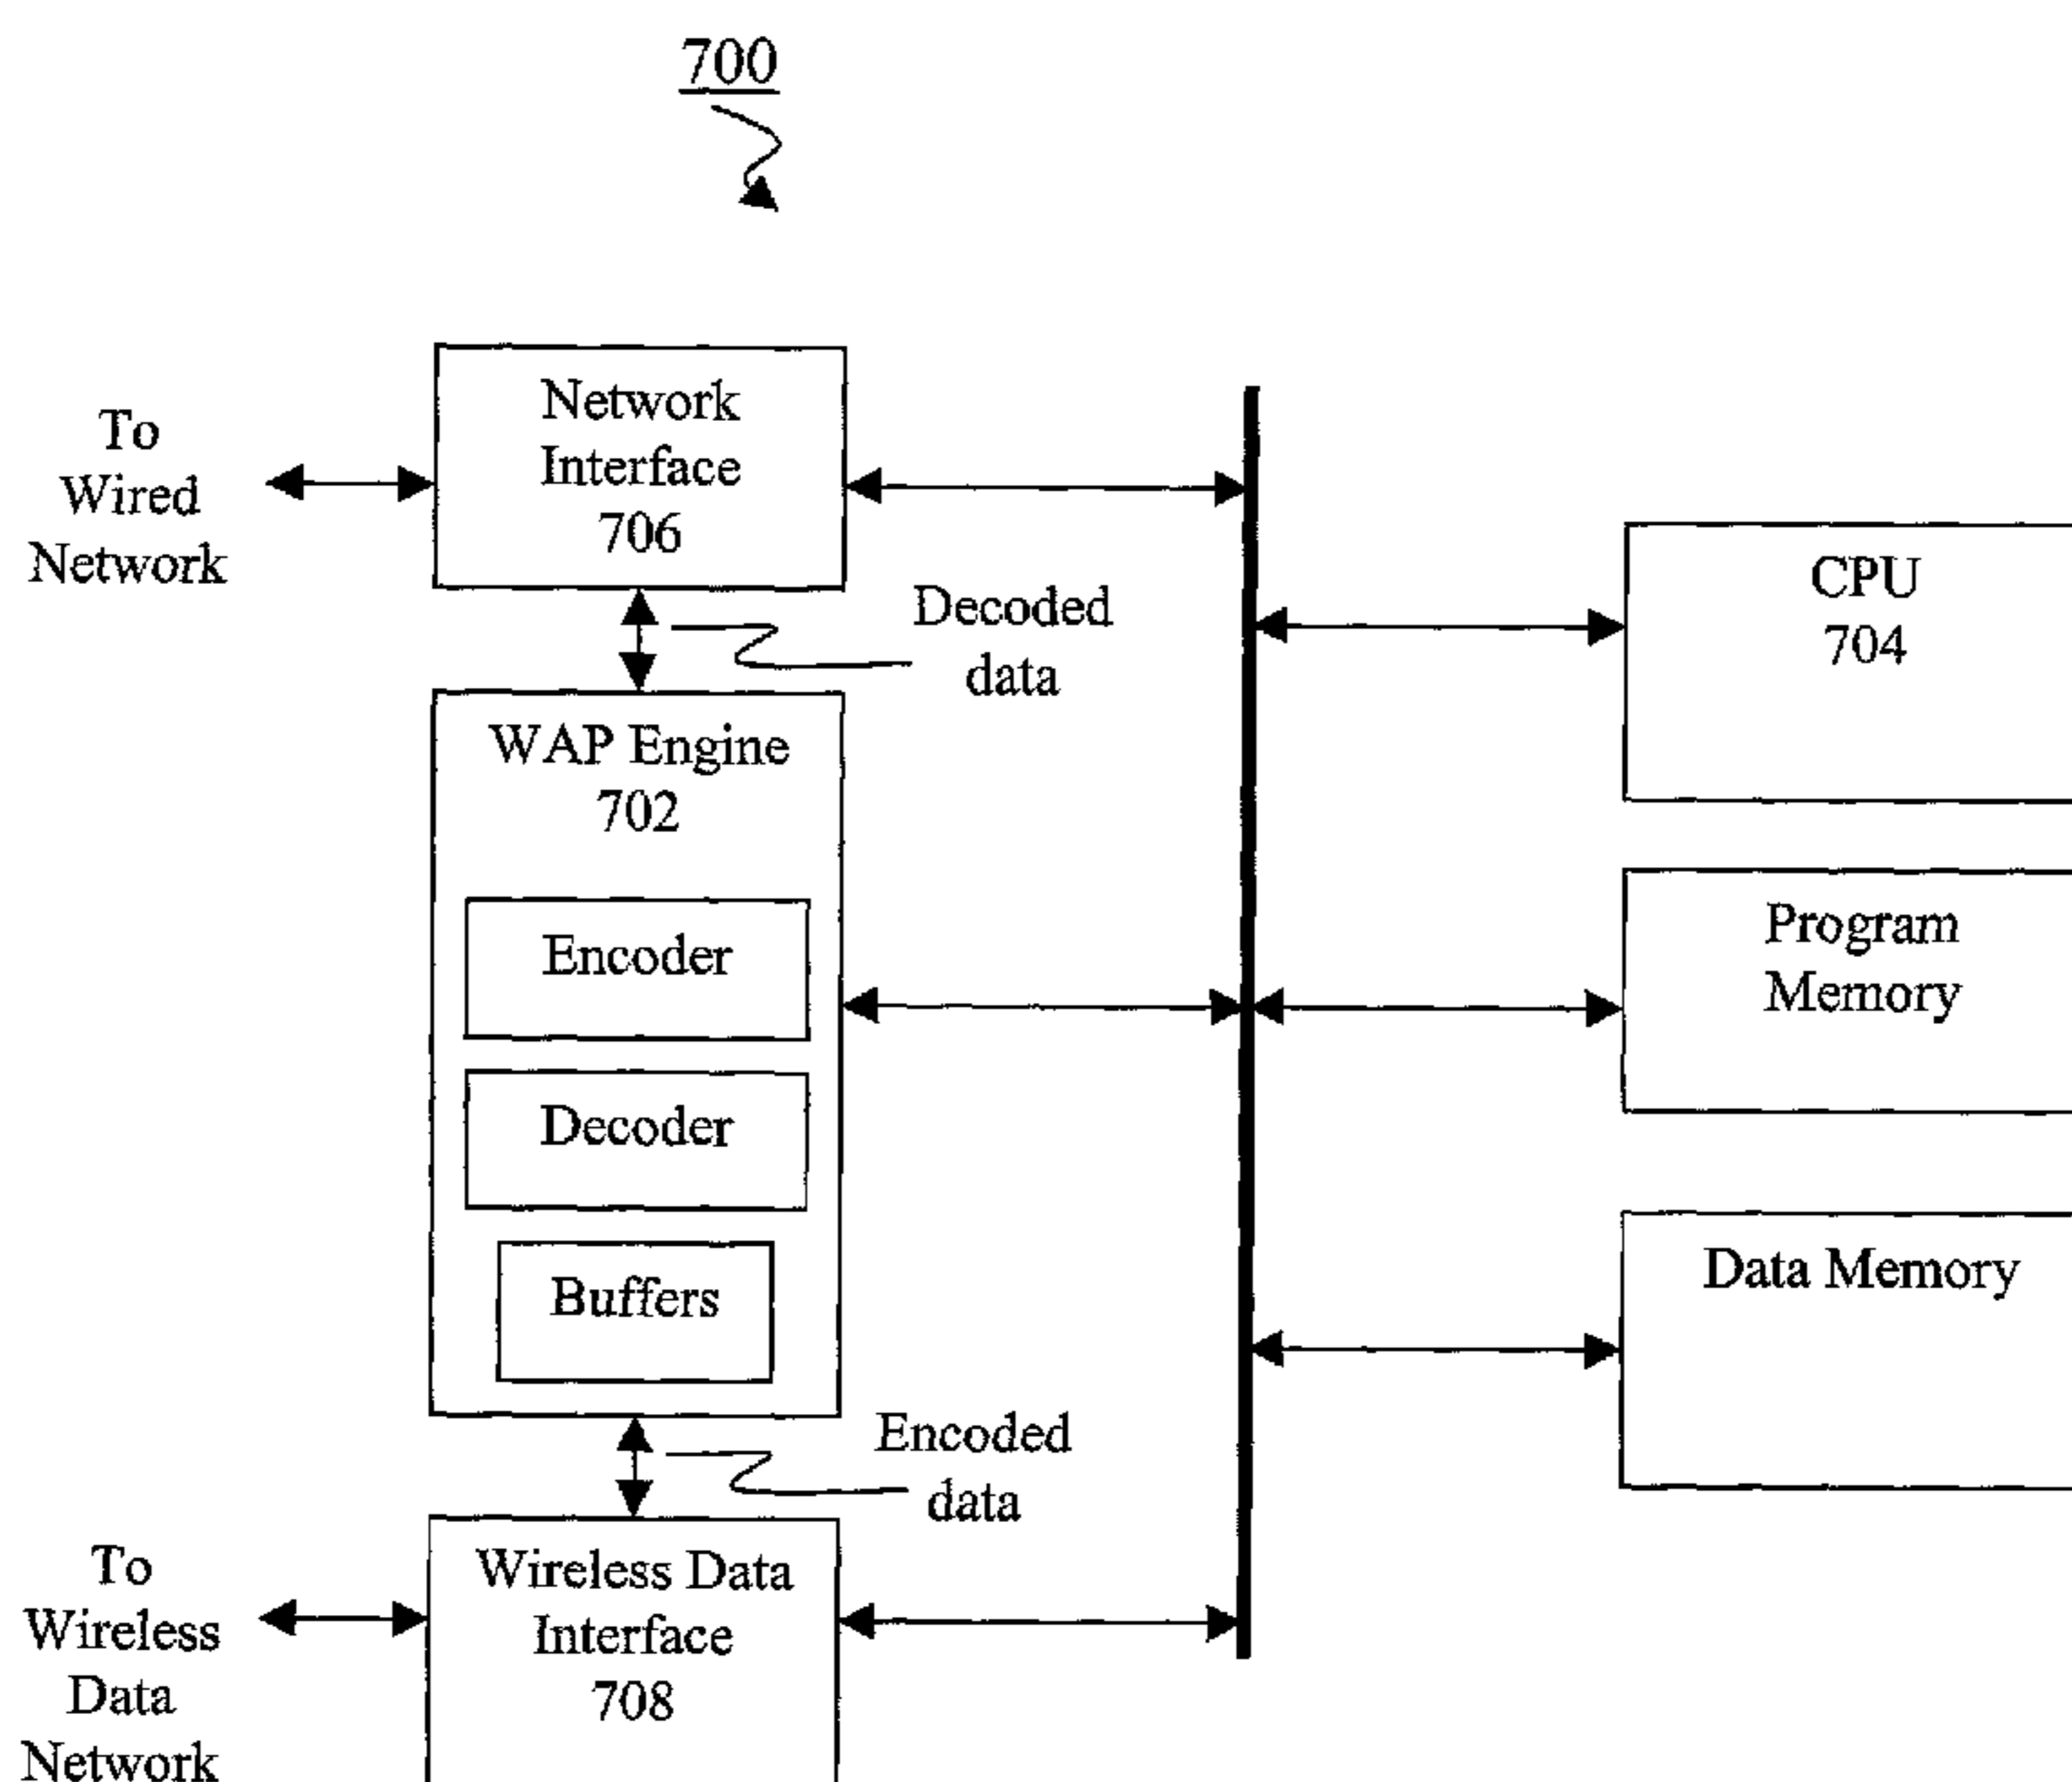 700
Network
Interface
706
To
Wired
Network
Decoded
data
CPU
704
WAP Engine
702
Encoder
Decoder
Buffers
Program
Memory
Data Memory
Encoded
data
Wireless Data
Interface
708
To
Wireless
Data
Network